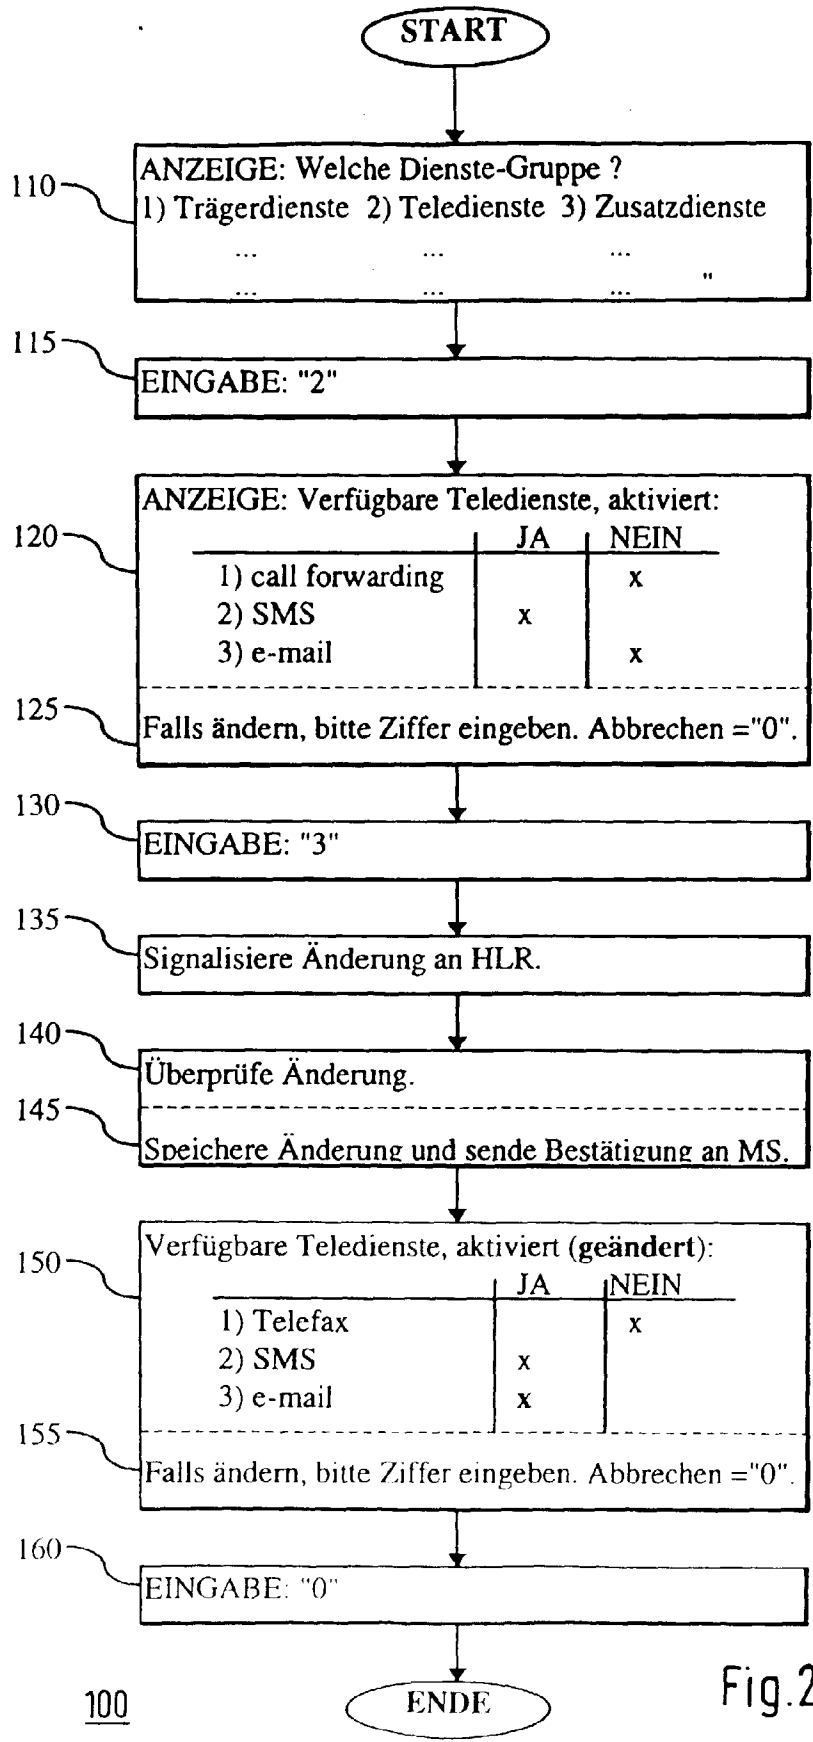 START
110
ANZEIGE: Welche Dienste-Gruppe ?
1) Trägerdienste 2) Teledienste 3) Zusatzdienste
... ... ...
... ... ... "
115
EINGABE: "2"
120
ANZEIGE: Verfügbare Teledienste, aktiviert:
JA NEIN
1) call forwarding x
2) SMS x
3) e-mail x
125
Falls ändern, bitte Ziffer eingeben. Abbrechen ="0".
130
EINGABE: "3"
135
Signalisiere Änderung an HLR.
140
Überprüfe Änderung.
145
Speichere Änderung und sende Bestätigung an MS.
150
Verfügbare Teledienste, aktiviert (geändert):
JA NEIN
1) Telefax x
2) SMS x
3) e-mail x
155
Falls ändern, bitte Ziffer eingeben. Abbrechen ="0".
160
EINGABE: "0"
ENDE
100
Fig.2